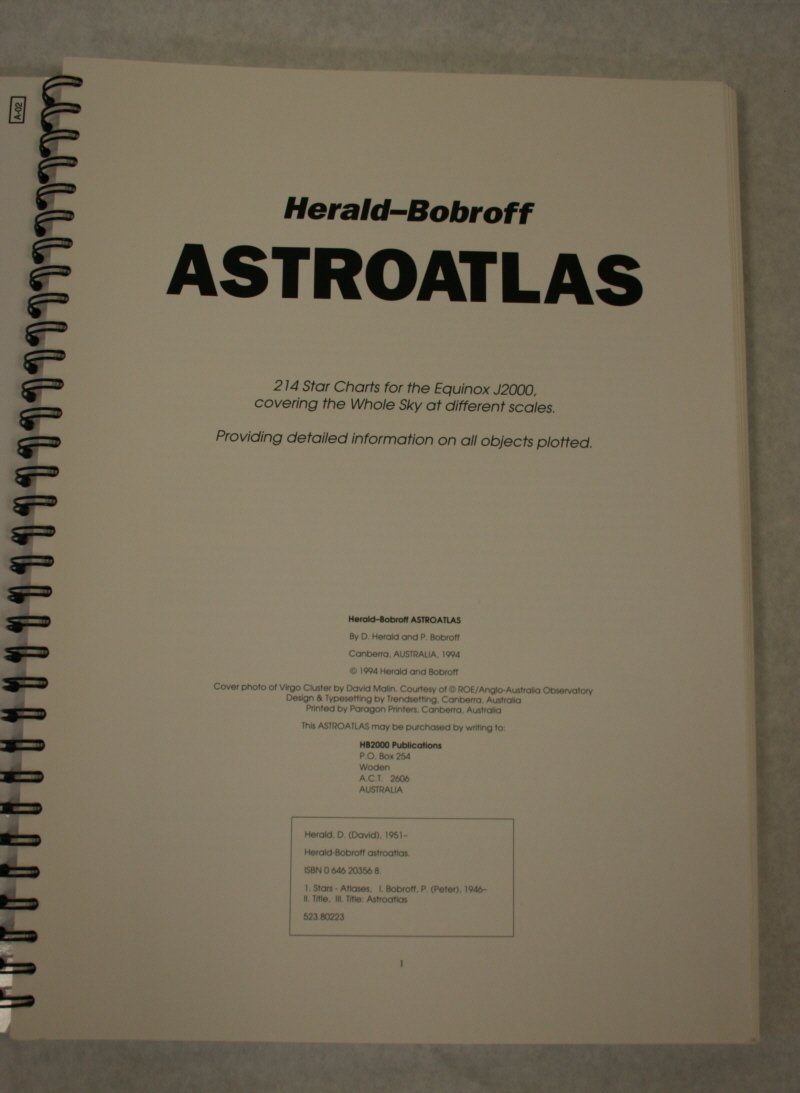 A-02
Herald–Bobroff
ASTROATLAS
214 Star Charts for the Equinox J2000,
covering the Whole Sky at different scales.
Providing detailed information on all objects plotted.
Herald–Bobroff ASTROATLAS
By D. Herald and P. Bobroff
Canberra, AUSTRALIA, 1994
© 1994 Herald and Bobroff
Cover photo of Virgo Cluster by David Malin. Courtesy of © ROE/Anglo-Australia Observatory
Design & Typesetting by Trendsetting, Canberra, Australia
Printed by Paragon Printers, Canberra, Australia
This ASTROATLAS may be purchased by writing to:
HB2000 Publications
P.O. Box 254
Woden
A.C.T. 2606
AUSTRALIA
Herald, D. (David), 1951–
Herald-Bobroff astroatlas.
ISBN 0 646 20356 8.
1. Stars - Atlases, I. Bobroff, P. (Peter), 1946–
II. Title. III. Title: Astroatlas
523.80223
I